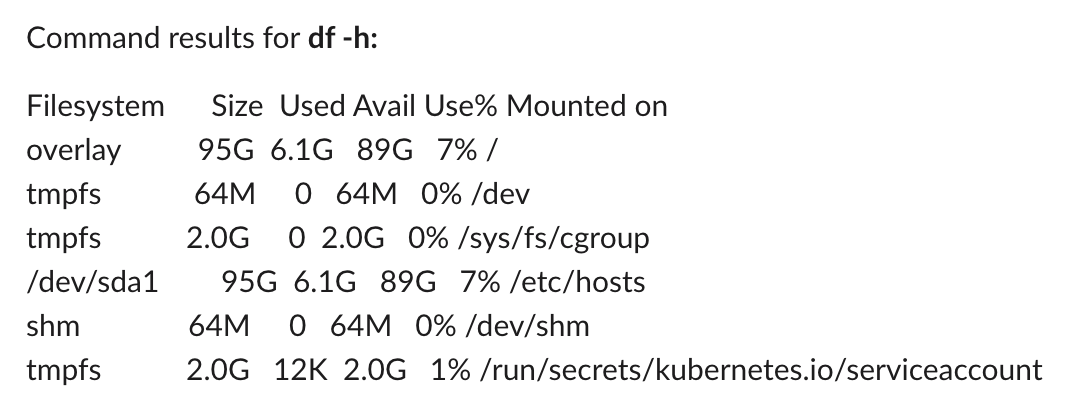 Command results for df -h:
Filesystem Size Used Avail Use% Mounted on
overlay 95G 6.1G 89G 7% /
tmpfs 64M 0 64M 0% /dev
tmpfs 2.0G 0 2.0G 0% /sys/fs/cgroup
/dev/sda1 95G 6.1G 89G 7% /etc/hosts
shm 64M 0 64M 0% /dev/shm
tmpfs 2.0G 12K 2.0G 1% /run/secrets/kubernetes.io/serviceaccount